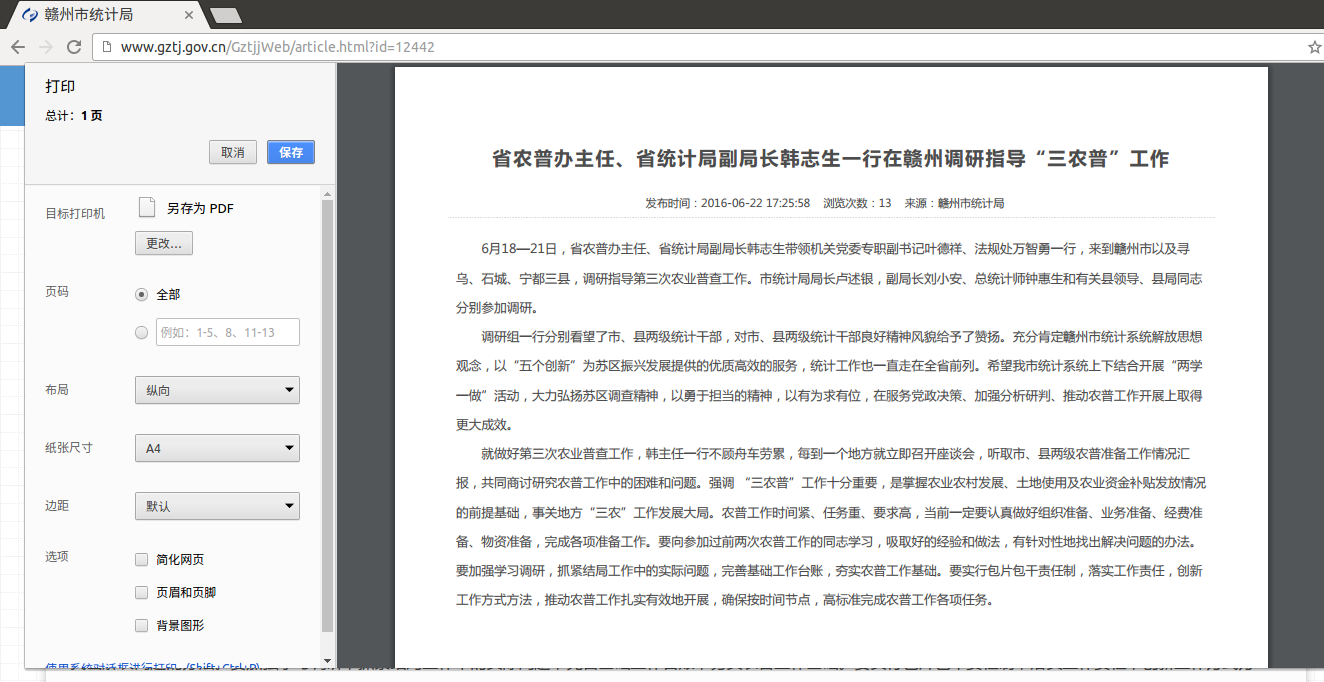 赣州市统计局
www.gztj.gov.cn/GztjjWeb/article.html?id=12442
打印
总计：1 页
取消
保存
目标打印机
另存为 PDF
更改...
页码
全部
例如：1-5、8、11-13
布局
纵向
纸张尺寸
A4
边距
默认
选项
简化网页
页眉和页脚
背景图形
使用系统对话框进行打印...(Shift+Ctrl+P)
省农普办主任、省统计局副局长韩志生一行在赣州调研指导“三农普”工作
发布时间：2016-06-22 17:25:58 浏览次数：13 来源：赣州市统计局
6月18—21日，省农普办主任、省统计局副局长韩志生带领机关党委专职副书记叶德祥、法规处万智勇一行，来到赣州市以及寻
乌、石城、宁都三县，调研指导第三次农业普查工作。市统计局局长卢述银，副局长刘小安、总统计师钟惠生和有关县领导、县局同志
分别参加调研。
调研组一行分别看望了市、县两级统计干部，对市、县两级统计干部良好精神风貌给予了赞扬。充分肯定赣州市统计系统解放思想
观念，以“五个创新”为苏区振兴发展提供的优质高效的服务，统计工作也一直走在全省前列。希望我市统计系统上下结合开展“两学
一做”活动，大力弘扬苏区调查精神，以勇于担当的精神，以有为求有位，在服务党政决策、加强分析研判、推动农普工作开展上取得
更大成效。
就做好第三次农业普查工作，韩主任一行不顾舟车劳累，每到一个地方就立即召开座谈会，听取市、县两级农普准备工作情况汇
报，共同商讨研究农普工作中的困难和问题。强调 “三农普”工作十分重要，是掌握农业农村发展、土地使用及农业资金补贴发放情况
的前提基础，事关地方“三农”工作发展大局。农普工作时间紧、任务重、要求高，当前一定要认真做好组织准备、业务准备、经费准
备、物资准备，完成各项准备工作。要向参加过前两次农普工作的同志学习，吸取好的经验和做法，有针对性地找出解决问题的办法。
要加强学习调研，抓紧结局工作中的实际问题，完善基础工作台账，夯实农普工作基础。要实行包片包干责任制，落实工作责任，创新
工作方式方法，推动农普工作扎实有效地开展，确保按时间节点，高标准完成农普工作各项任务。